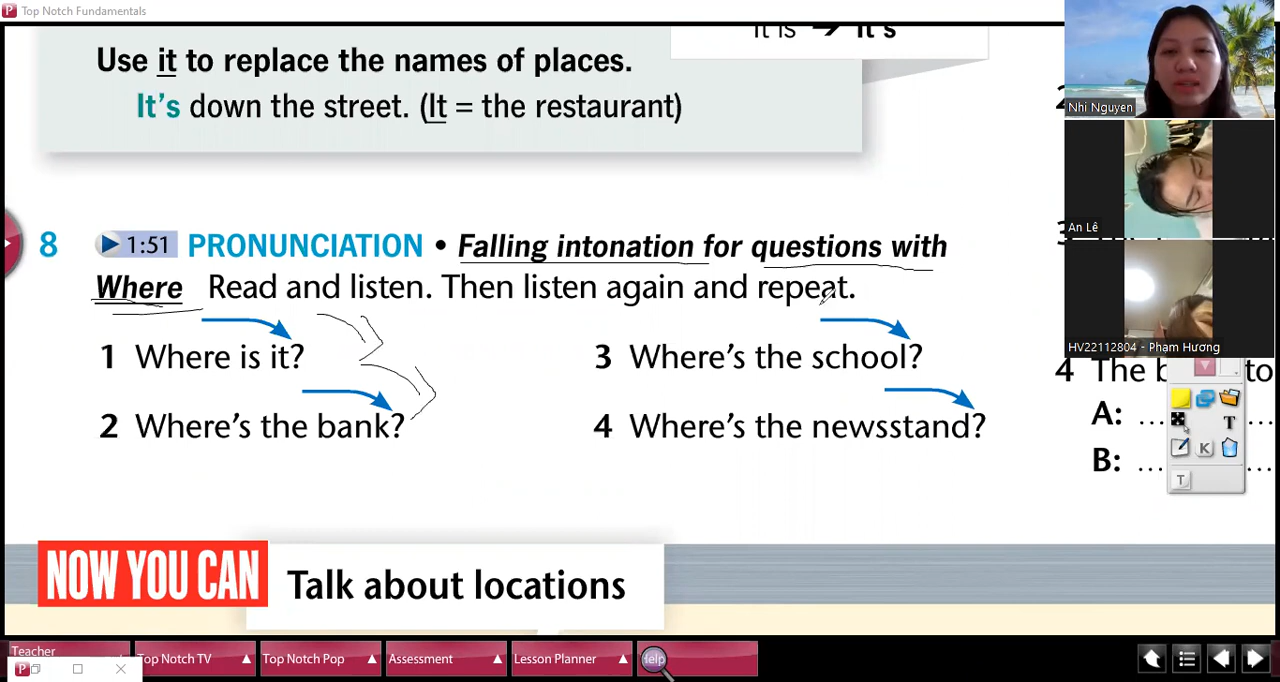 Top Notch Fundamentals
It is → It's
Use it to replace the names of places.
It's down the street. (It = the restaurant)
Nhi Nguyen
An Lê
HV22112804 - Phạm Hương
8 1:51 PRONUNCIATION • Falling intonation for questions with
Where Read and listen. Then listen again and repeat.
1 Where is it?
2 Where's the bank?
3 Where's the school?
4 Where's the newsstand?
4 The b to
A: ...
B: ...
T
K
T
NOW YOU CAN Talk about locations
Teacher
Top Notch TV
Top Notch Pop
Assessment
Lesson Planner
Help